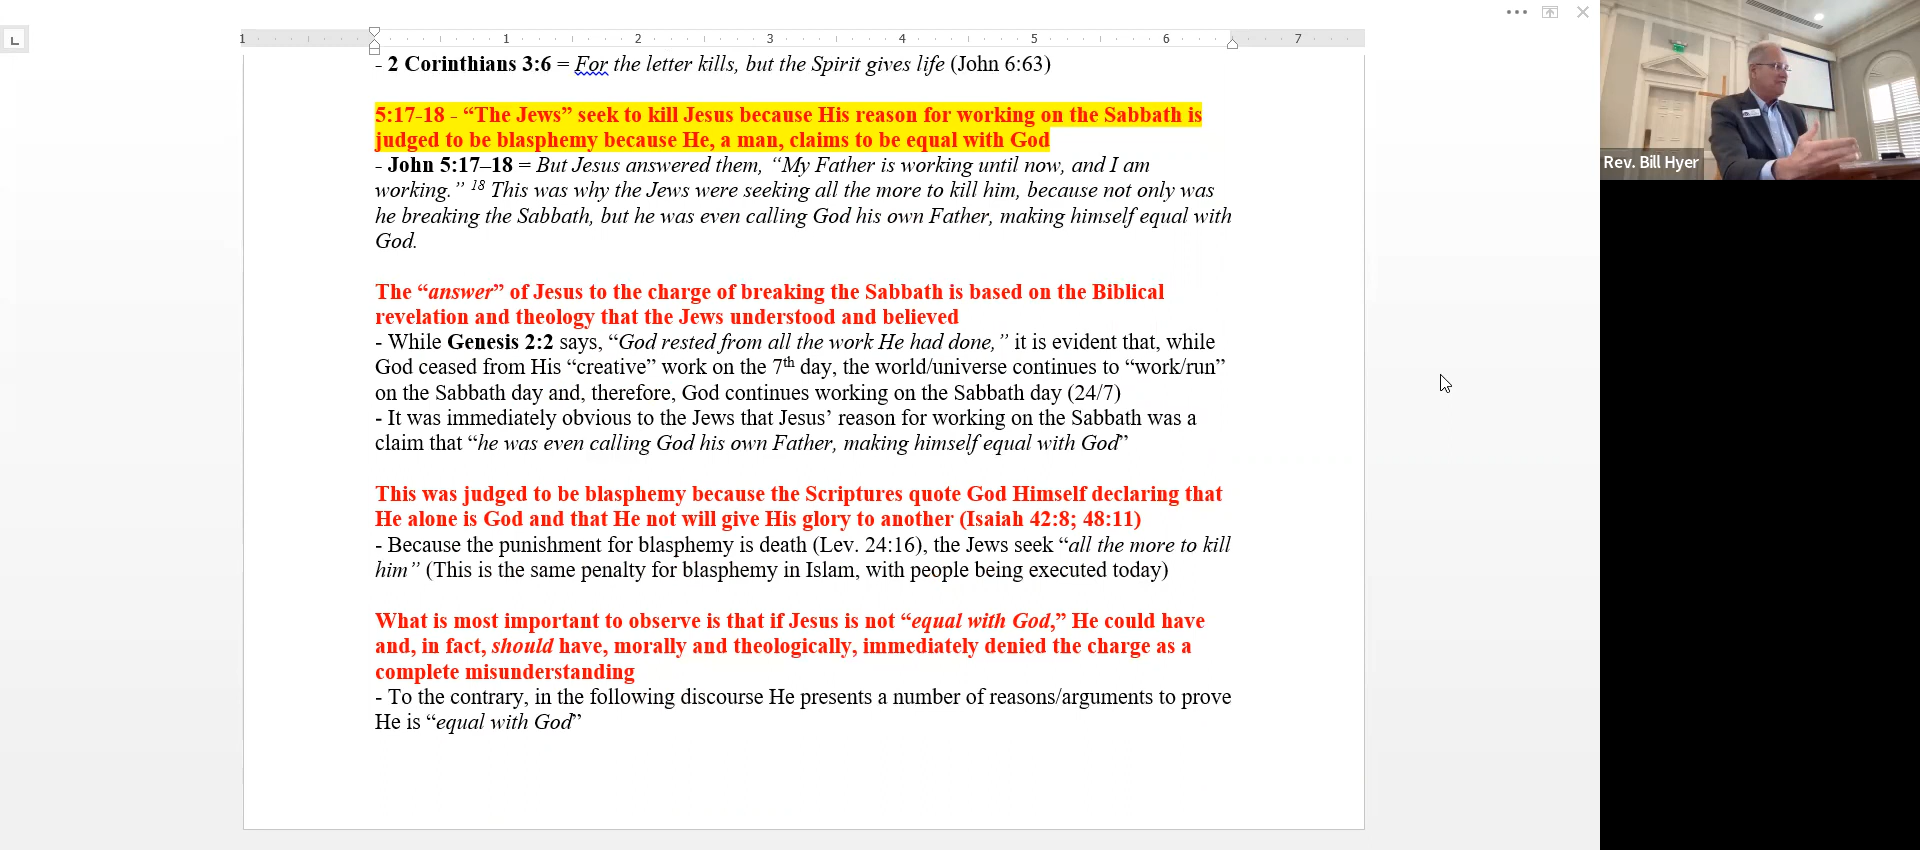 1 1 2 3 4 5 6 7
- 2 Corinthians 3:6 = For the letter kills, but the Spirit gives life (John 6:63)
5:17-18 - “The Jews” seek to kill Jesus because His reason for working on the Sabbath is
judged to be blasphemy because He, a man, claims to be equal with God
- John 5:17–18 = But Jesus answered them, “My Father is working until now, and I am
working.” 18 This was why the Jews were seeking all the more to kill him, because not only was
he breaking the Sabbath, but he was even calling God his own Father, making himself equal with
God.
The “answer” of Jesus to the charge of breaking the Sabbath is based on the Biblical
revelation and theology that the Jews understood and believed
- While Genesis 2:2 says, “God rested from all the work He had done,” it is evident that, while
God ceased from His “creative” work on the 7th day, the world/universe continues to “work/run”
on the Sabbath day and, therefore, God continues working on the Sabbath day (24/7)
- It was immediately obvious to the Jews that Jesus’ reason for working on the Sabbath was a
claim that “he was even calling God his own Father, making himself equal with God”
This was judged to be blasphemy because the Scriptures quote God Himself declaring that
He alone is God and that He not will give His glory to another (Isaiah 42:8; 48:11)
- Because the punishment for blasphemy is death (Lev. 24:16), the Jews seek “all the more to kill
him” (This is the same penalty for blasphemy in Islam, with people being executed today)
What is most important to observe is that if Jesus is not “equal with God,” He could have
and, in fact, should have, morally and theologically, immediately denied the charge as a
complete misunderstanding
- To the contrary, in the following discourse He presents a number of reasons/arguments to prove
He is “equal with God”
Rev. Bill Hyer